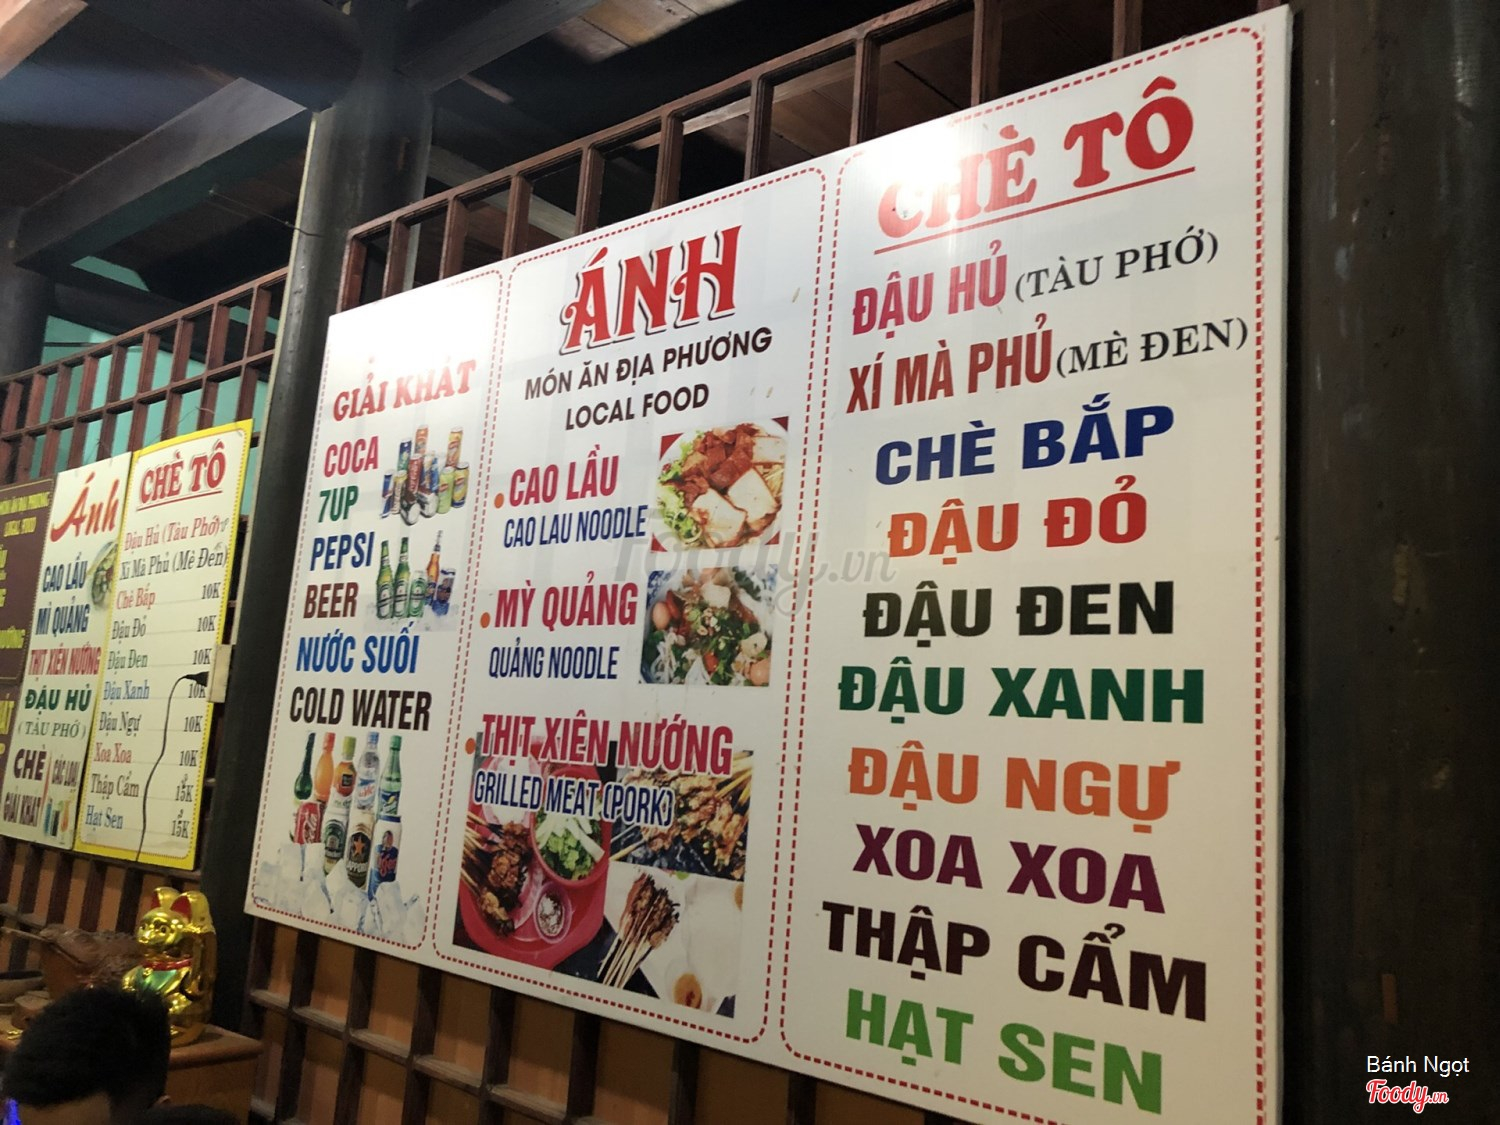 GIẢI KHÁT
COCA
7UP
PEPSI
BEER
NƯỚC SUỐI
COLD WATER
ÁNH
MÓN ĂN ĐỊA PHƯƠNG
LOCAL FOOD
CAO LẦU
CAO LAU NOODLE
MỲ QUẢNG
QUẢNG NOODLE
THỊT XIÊN NƯỚNG
GRILLED MEAT (PORK)
CHÈ TÔ
ĐẬU HỦ (TÀU PHỚ)
XÍ MÀ PHỦ (MÈ ĐEN)
CHÈ BẮP
ĐẬU ĐỎ
ĐẬU ĐEN
ĐẬU XANH
ĐẬU NGỰ
XOA XOA
THẬP CẨM
HẠT SEN
Ánh
CAO LẦU
MÌ QUẢNG
THỊT XIÊN NƯỚNG
ĐẬU HỦ
(TÀU PHỚ)
CHÈ CÁC LOẠI
GIẢI KHÁT
CHÈ TÔ
Đậu Hủ (Tàu Phớ)
Xí Mà Phủ (Mè Đen)
Chè Bắp 10K
Đậu Đỏ 10K
Đậu Đen 10K
Đậu Xanh 10K
Đậu Ngự 10K
Xoa Xoa 10K
Thập Cẩm 15K
Hạt Sen 15K
Foody.vn
Bánh Ngọt
Foody.vn